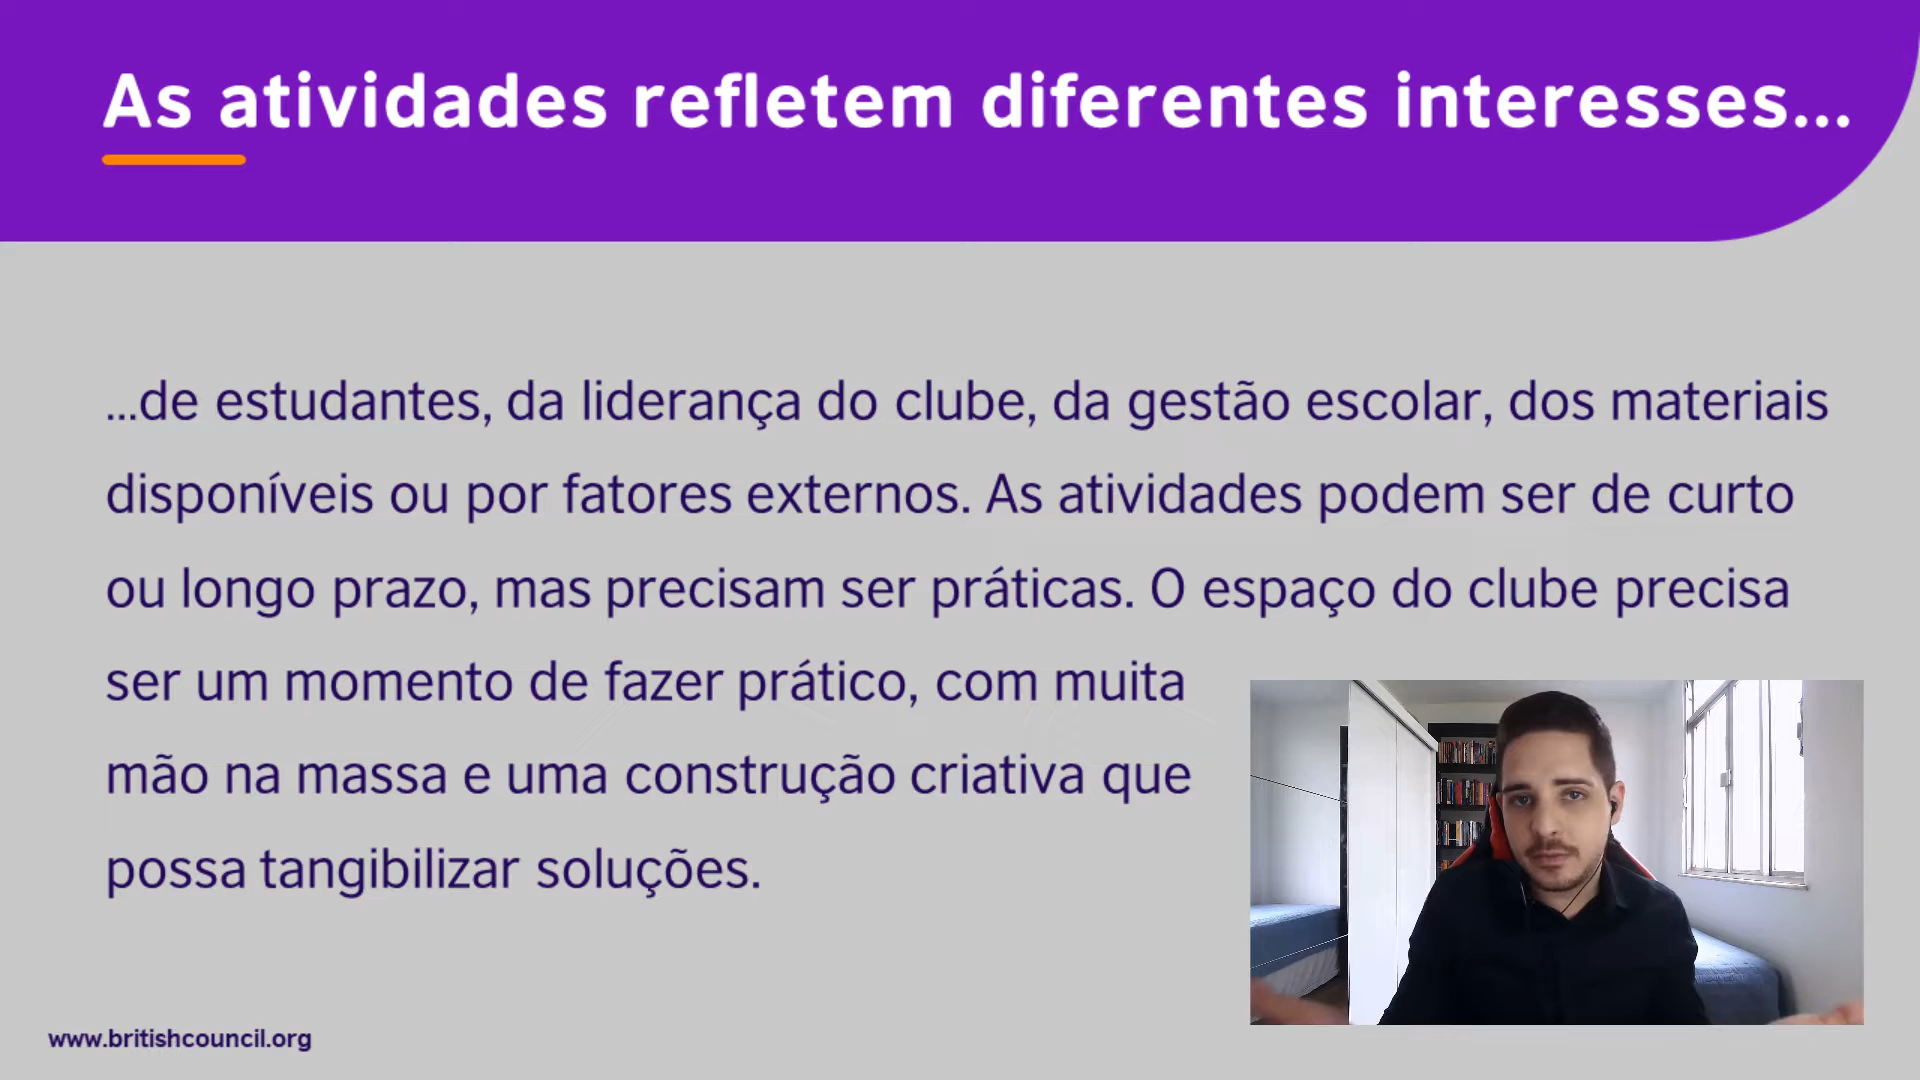 As atividades refletem diferentes interesses...
...de estudantes, da liderança do clube, da gestão escolar, dos materiais
disponíveis ou por fatores externos. As atividades podem ser de curto
ou longo prazo, mas precisam ser práticas. O espaço do clube precisa
ser um momento de fazer prático, com muita
mão na massa e uma construção criativa que
possa tangibilizar soluções.
www.britishcouncil.org